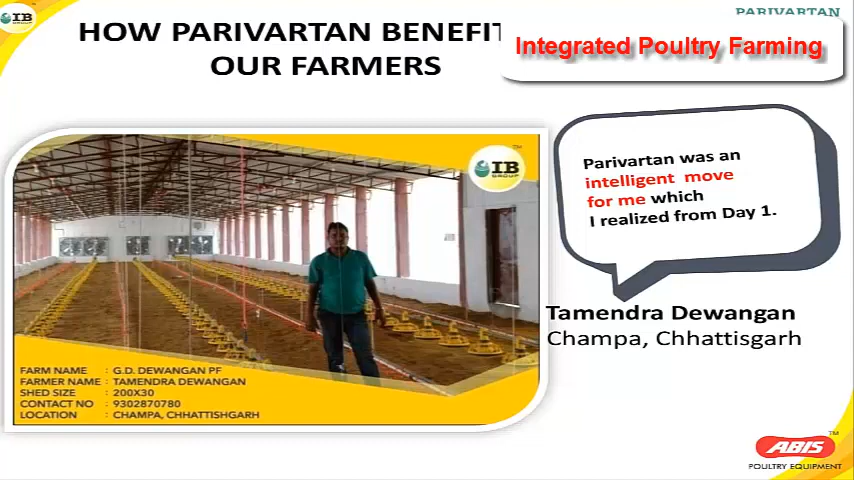 IB
GROUP
HOW PARIVARTAN BENEFIT
OUR FARMERS
PARIVARTAN
Integrated Poultry Farming
TM
IB
GROUP
Parivartan was an
intelligent move
for me which
I realized from Day 1.
Tamendra Dewangan
Champa, Chhattisgarh
FARM NAME : G.D. DEWANGAN PF
FARMER NAME : TAMENDRA DEWANGAN
SHED SIZE : 200X30
CONTACT NO : 9302870780
LOCATION : CHAMPA, CHHATTISHGARH
TM
ABIS
POULTRY EQUIPMENT